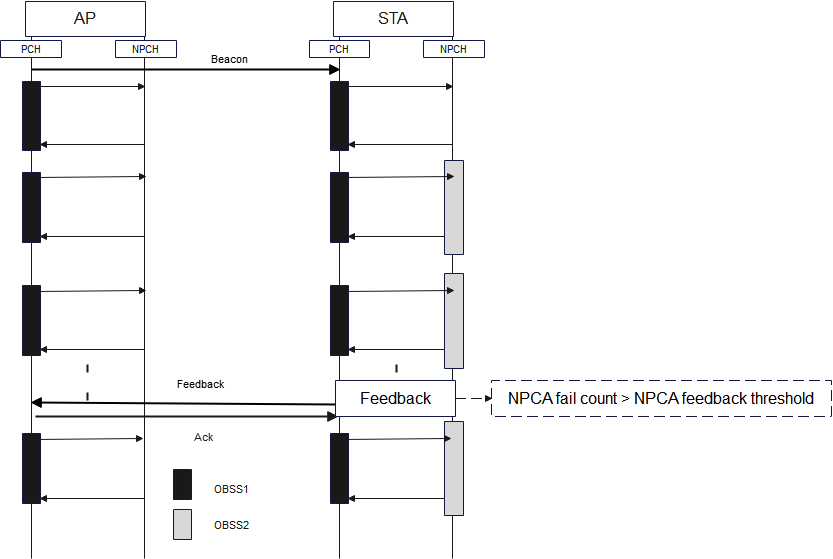 AP
STA
PCH
NPCH
PCH
NPCH
Beacon
Feedback
Feedback
NPCA fail count > NPCA feedback threshold
Ack
OBSS1
OBSS2